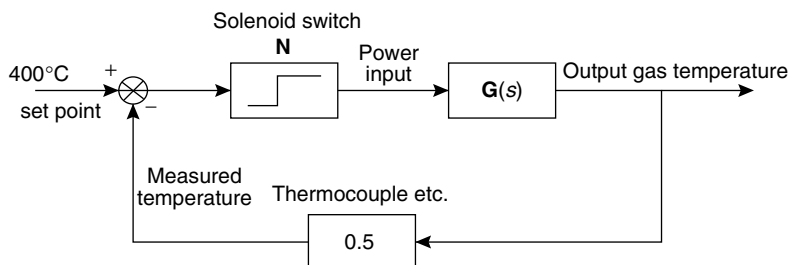 Solenoid switch
N
Power
input
400°C
set point
+
−
G(s)
Output gas temperature
Measured
temperature
Thermocouple etc.
0.5